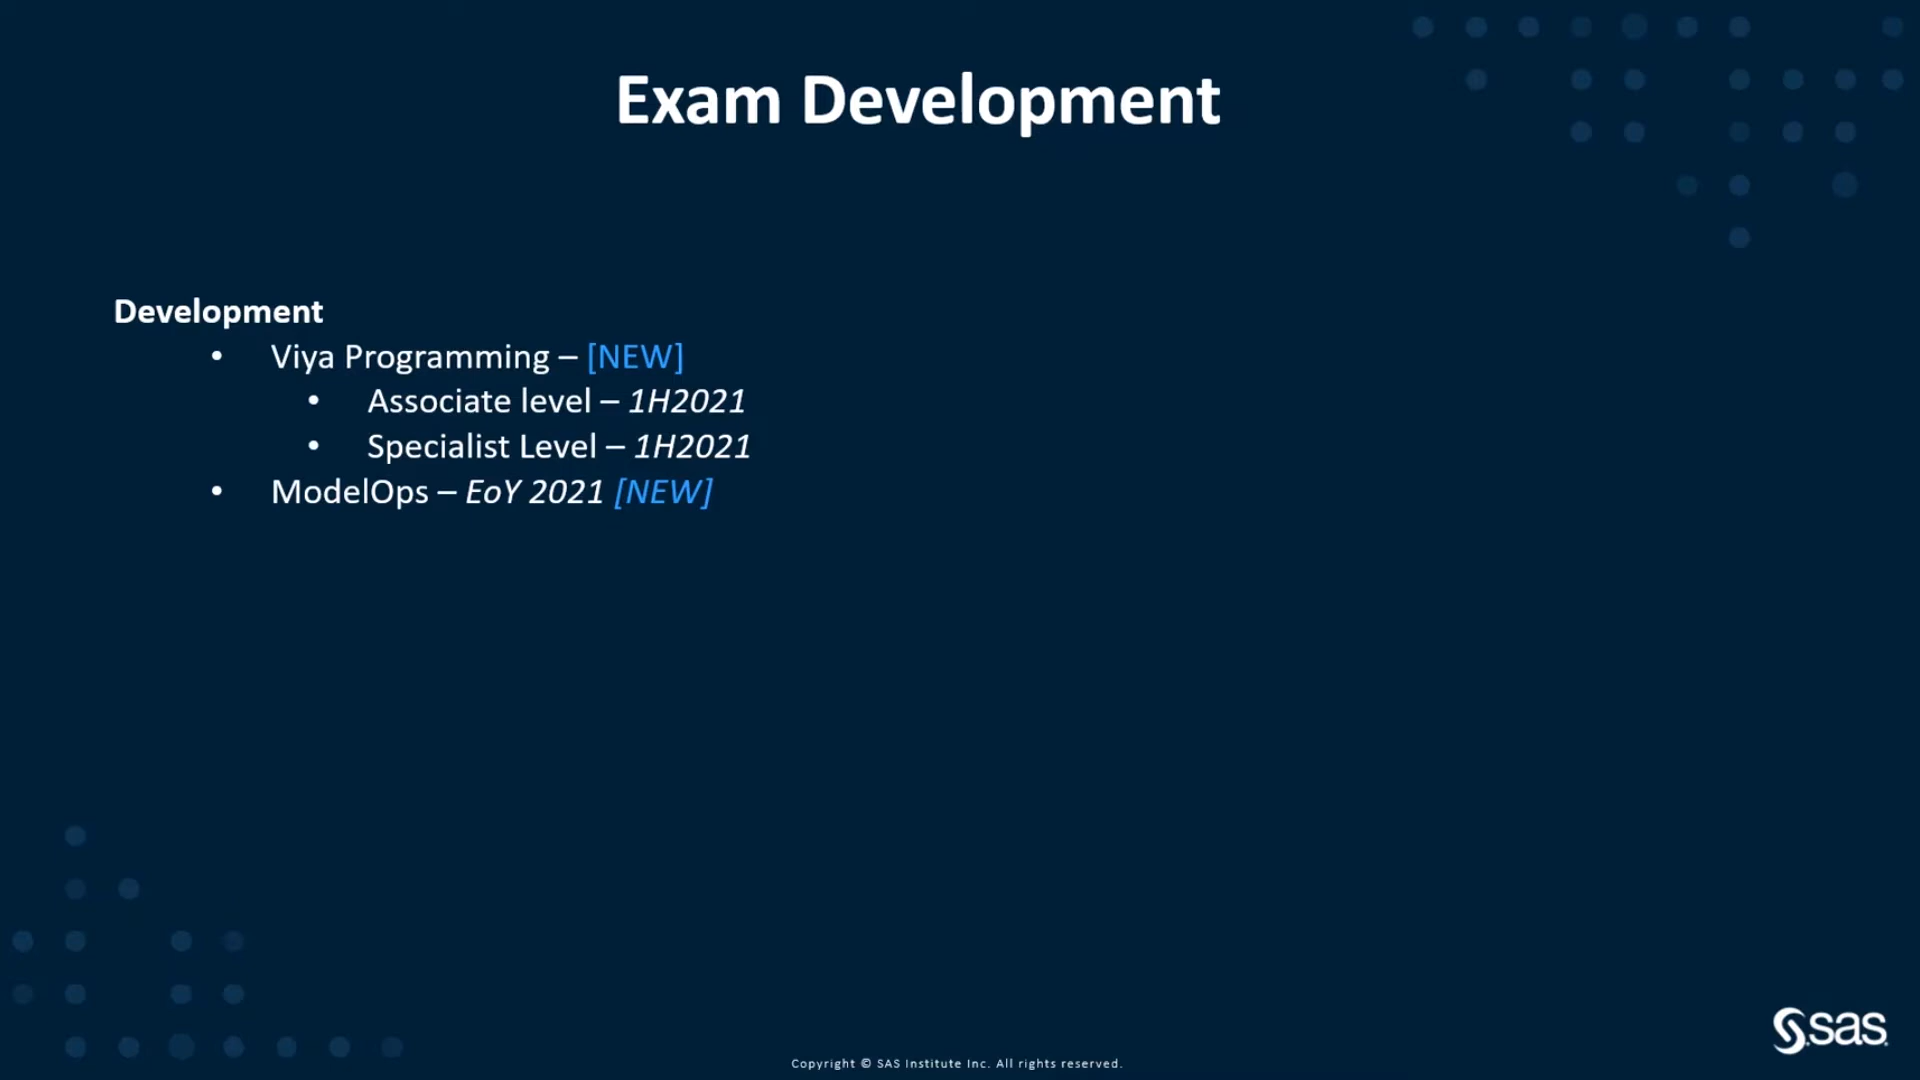 Exam Development
Development
• Viya Programming – [NEW]
• Associate level – 1H2021
• Specialist Level – 1H2021
• ModelOps – EoY 2021 [NEW]
sas
Copyright © SAS Institute Inc. All rights reserved.